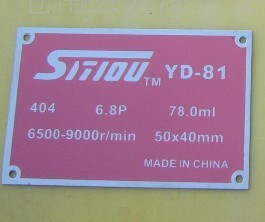 SITIOU™ YD-81
404 6.8P 78.0ml
6500-9000r/min 50x40mm
MADE IN CHINA